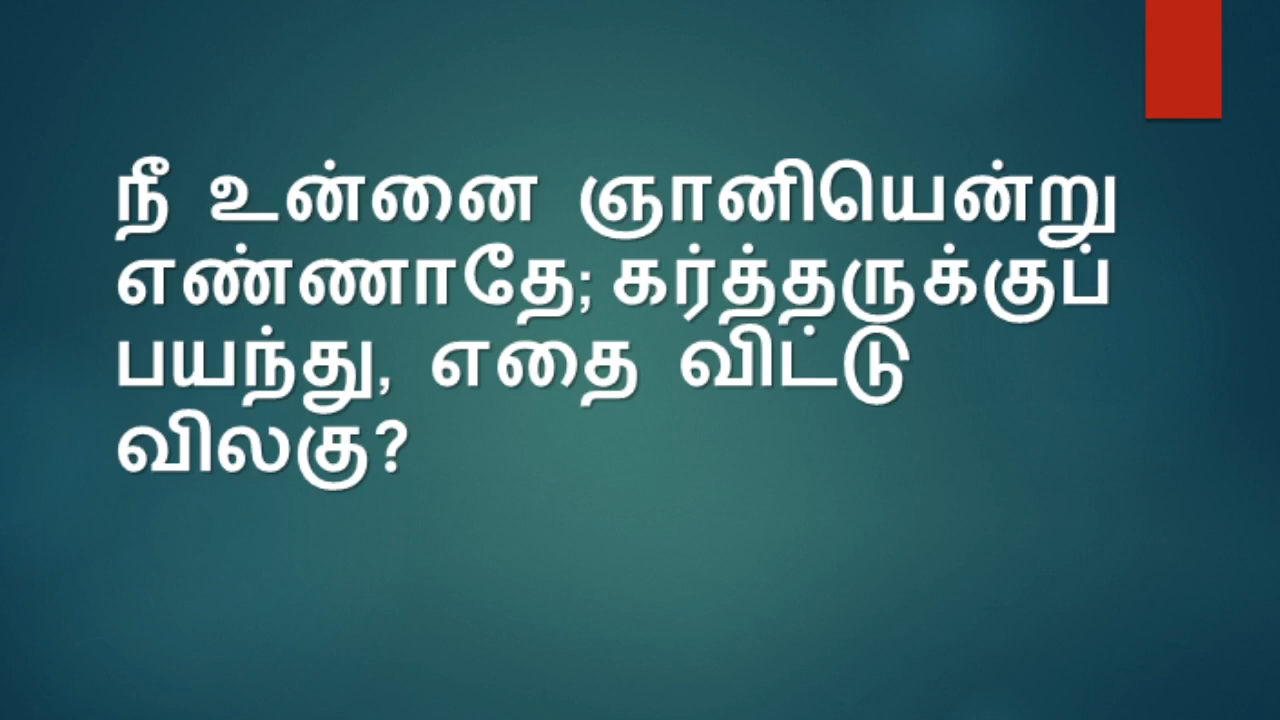 நீ உன்னை ஞானியென்று
எண்ணாதே; கர்த்தருக்குப்
பயந்து, எதை விட்டு
விலகு?